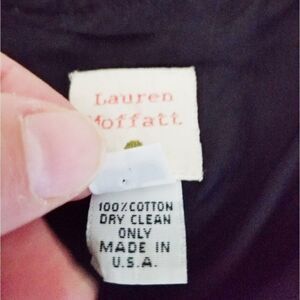 Lauren
Moffatt
100% COTTON
DRY CLEAN
ONLY
MADE IN
U.S.A.